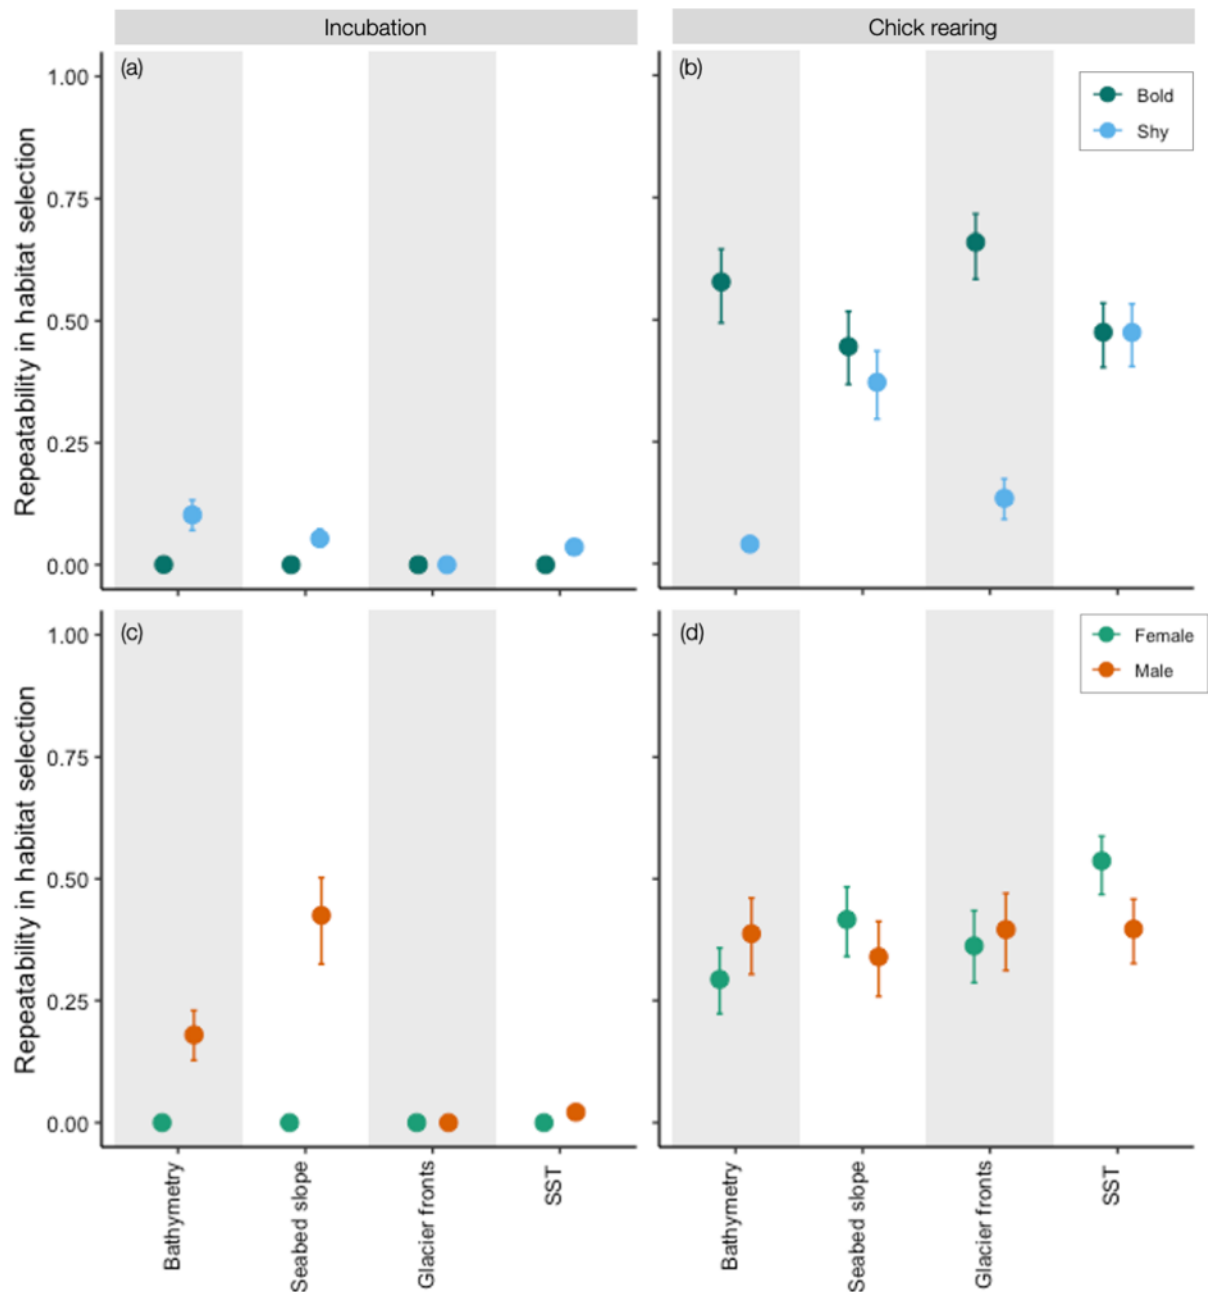 Incubation
Chick rearing
(a)
(b)
Bold
Shy
1.00
0.75
0.50
0.25
0.00
Repeatability in habitat selection
(c)
(d)
Female
Male
1.00
0.75
0.50
0.25
0.00
Repeatability in habitat selection
Bathymetry
Seabed slope
Glacier fronts
SST
Bathymetry
Seabed slope
Glacier fronts
SST